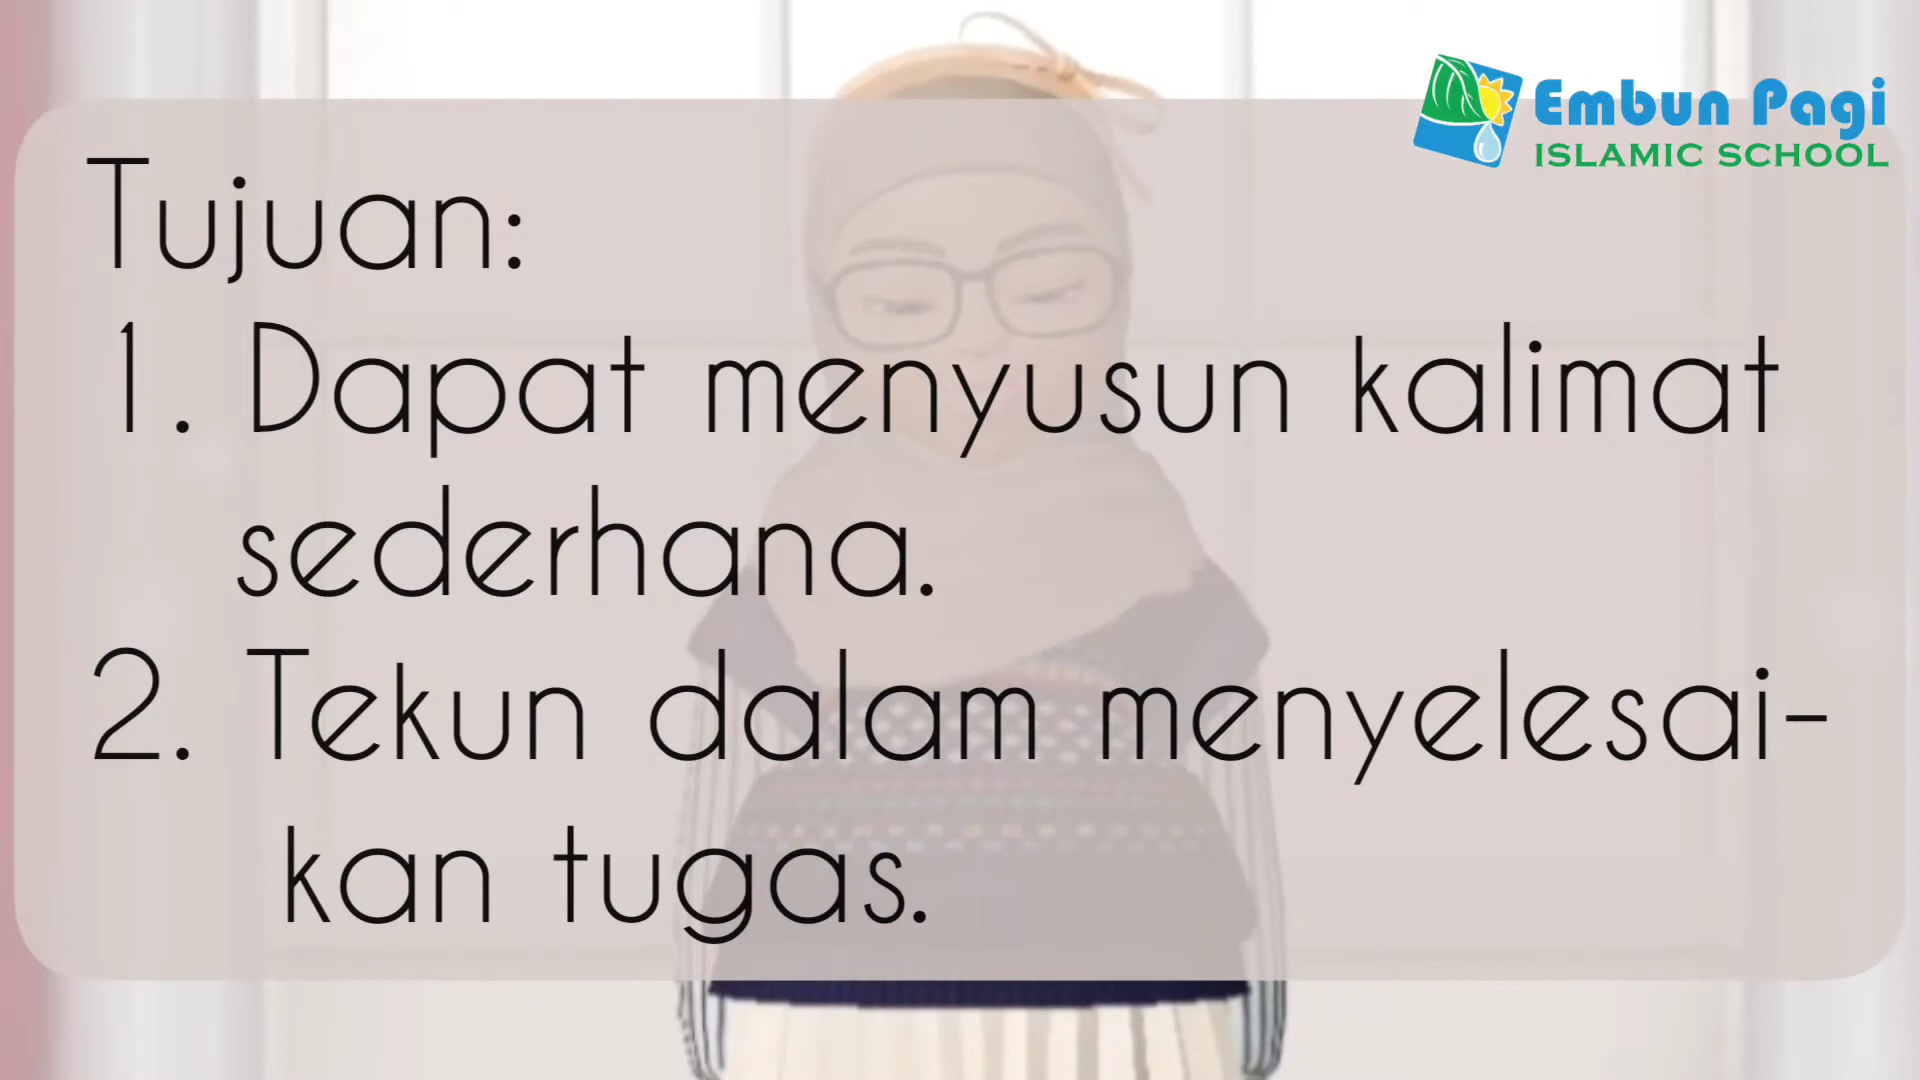 Embun Pagi
ISLAMIC SCHOOL
Tujuan:
1. Dapat menyusun kalimat
sederhana.
2. Tekun dalam menyelesai-
kan tugas.